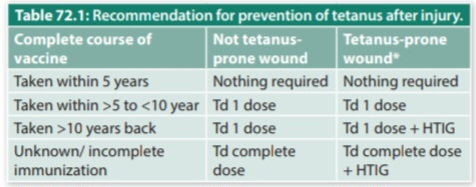 Table 72.1: Recommendation for prevention of tetanus after injury.
Complete course of vaccine Not tetanus-prone wound Tetanus-prone wound*
Taken within 5 years Nothing required Nothing required
Taken within >5 to <10 year Td 1 dose Td 1 dose
Taken >10 years back Td 1 dose Td 1 dose + HTIG
Unknown/ incomplete immunization Td complete dose Td complete dose + HTIG